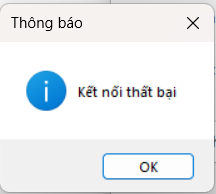 Thông báo
Kết nối thất bại
OK